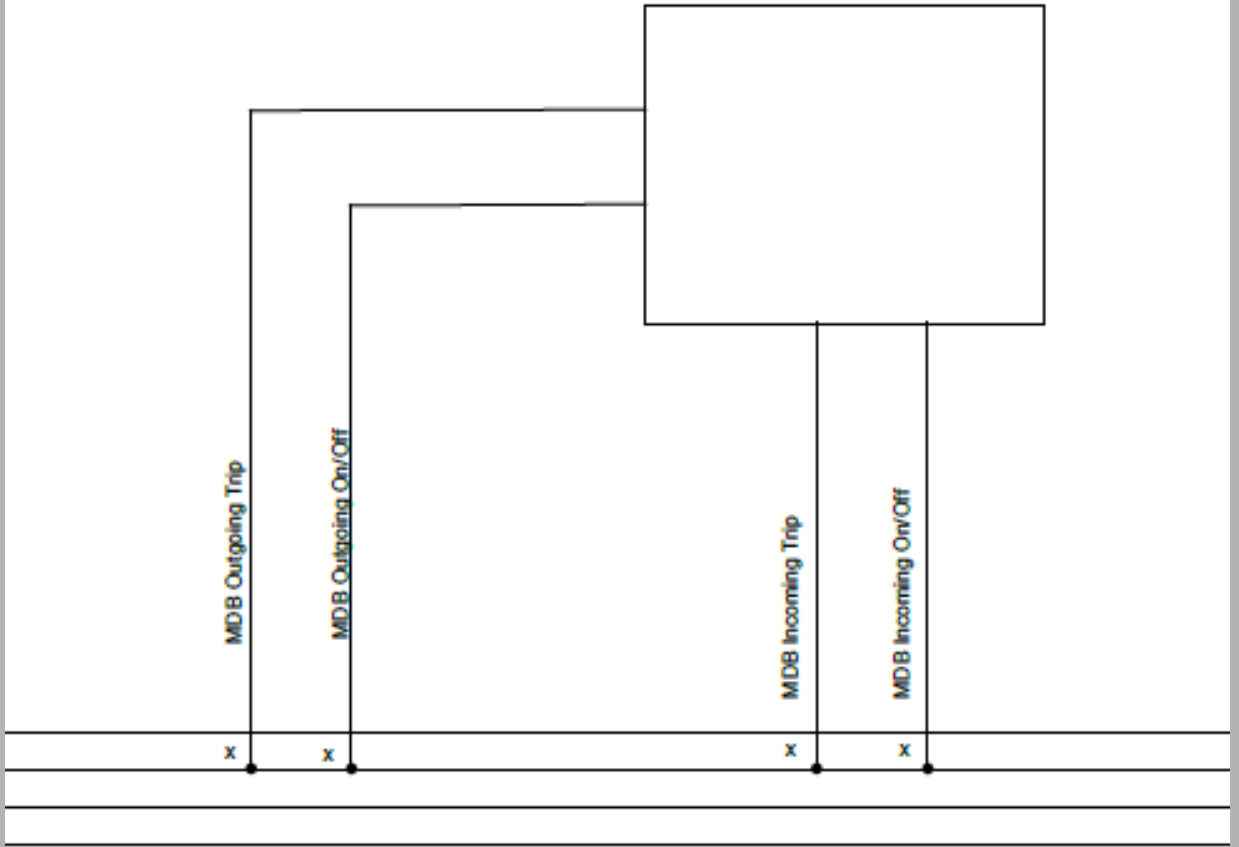 MDB Outgoing Trip
MDB Outgoing On/Off
MDB Incoming Trip
MDB Incoming On/Off
x
x
x
x